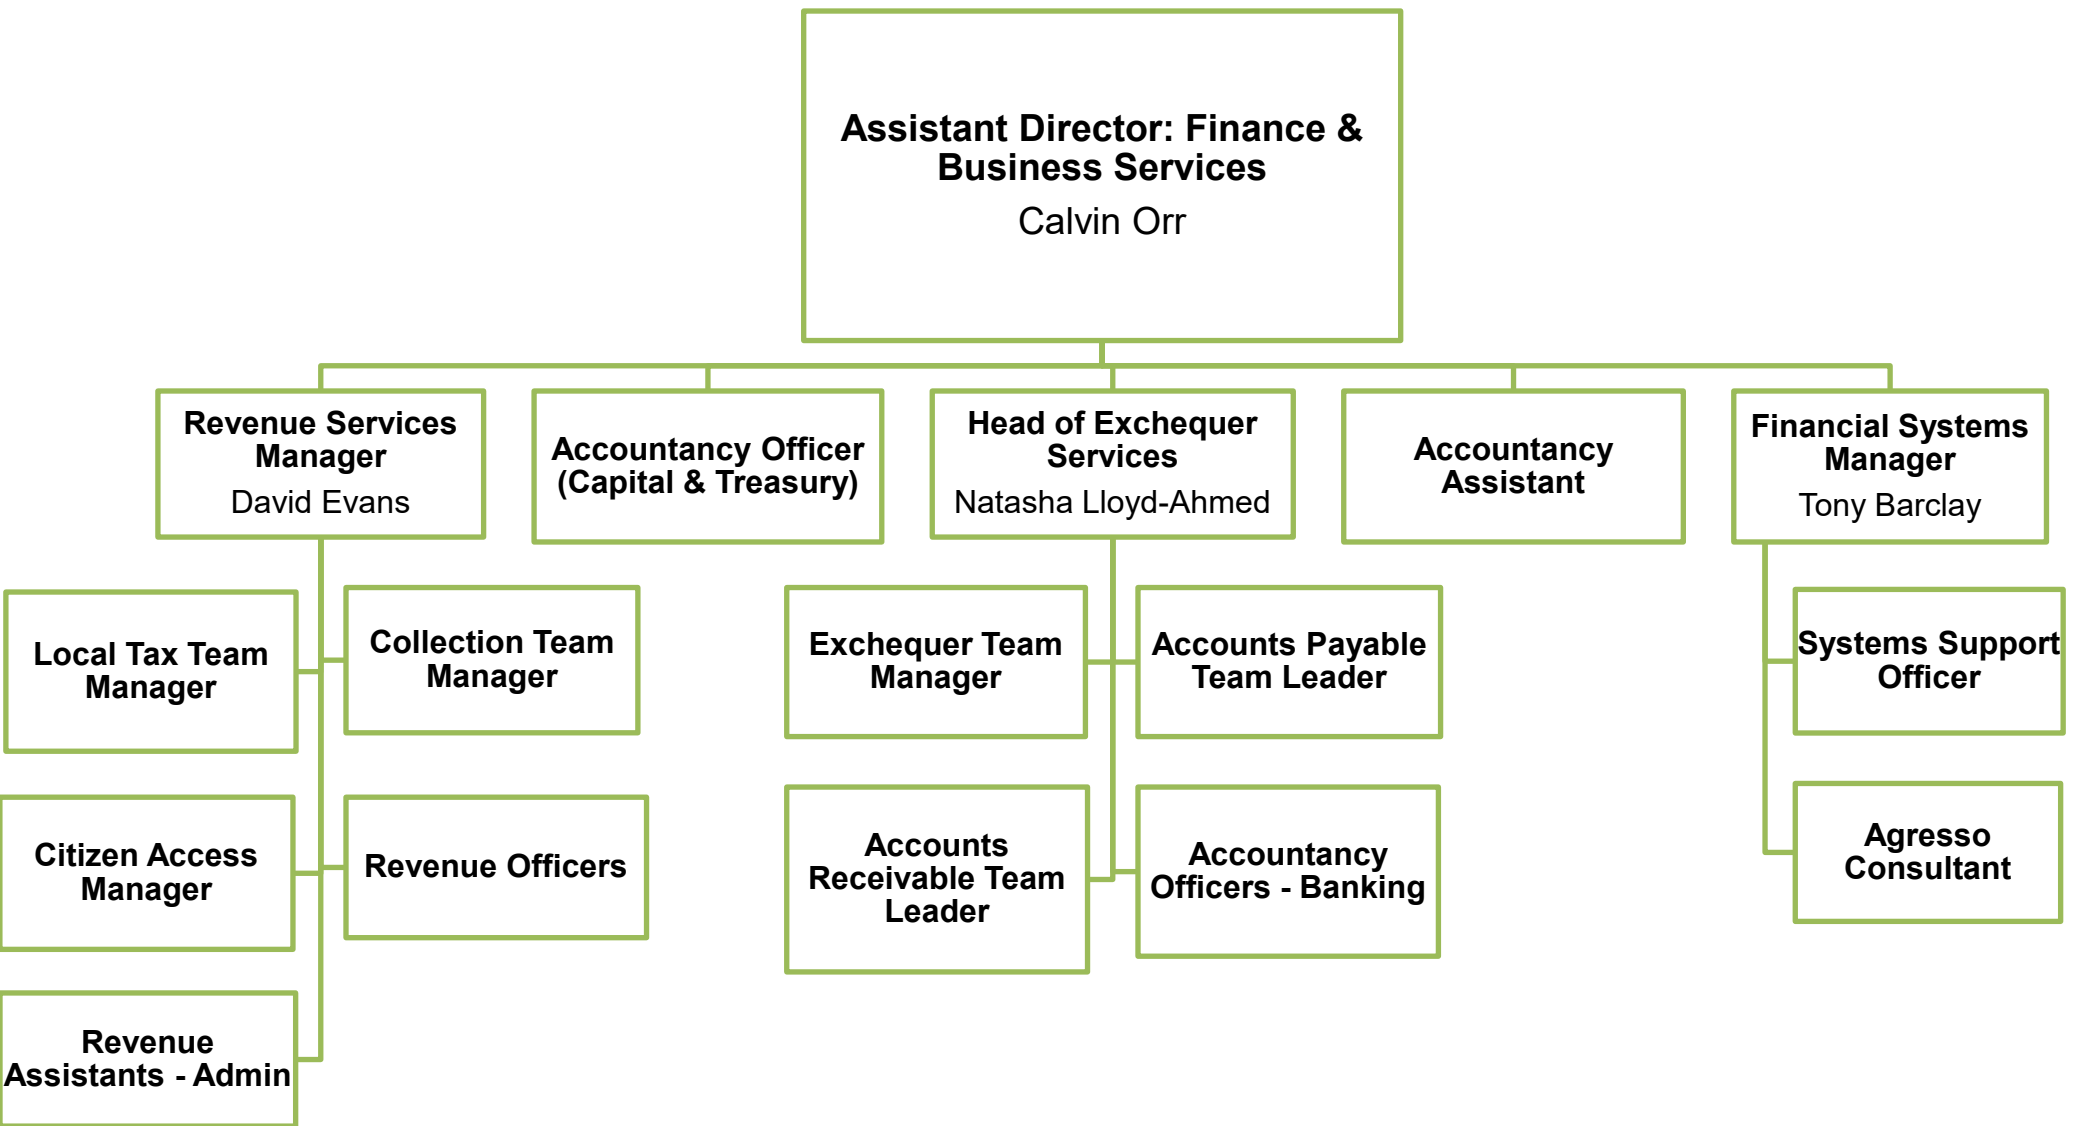 Assistant Director: Finance &
Business Services
Calvin Orr
Revenue Services
Manager
David Evans
Accountancy Officer
(Capital & Treasury)
Head of Exchequer
Services
Natasha Lloyd-Ahmed
Accountancy
Assistant
Financial Systems
Manager
Tony Barclay
Local Tax Team
Manager
Collection Team
Manager
Exchequer Team
Manager
Accounts Payable
Team Leader
Systems Support
Officer
Citizen Access
Manager
Revenue Officers
Accounts
Receivable Team
Leader
Accountancy
Officers - Banking
Agresso
Consultant
Revenue
Assistants - Admin